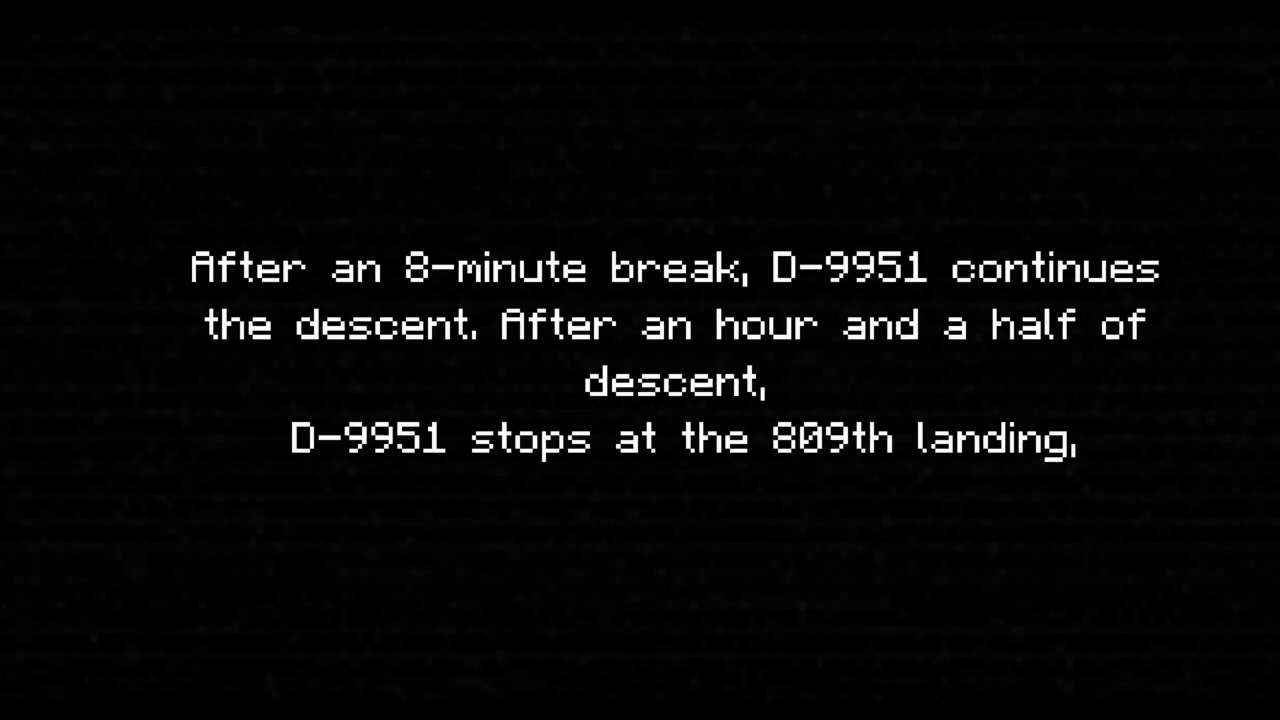 After an 8-minute break, D-9951 continues
the descent. After an hour and a half of
descent,
D-9951 stops at the 809th landing,